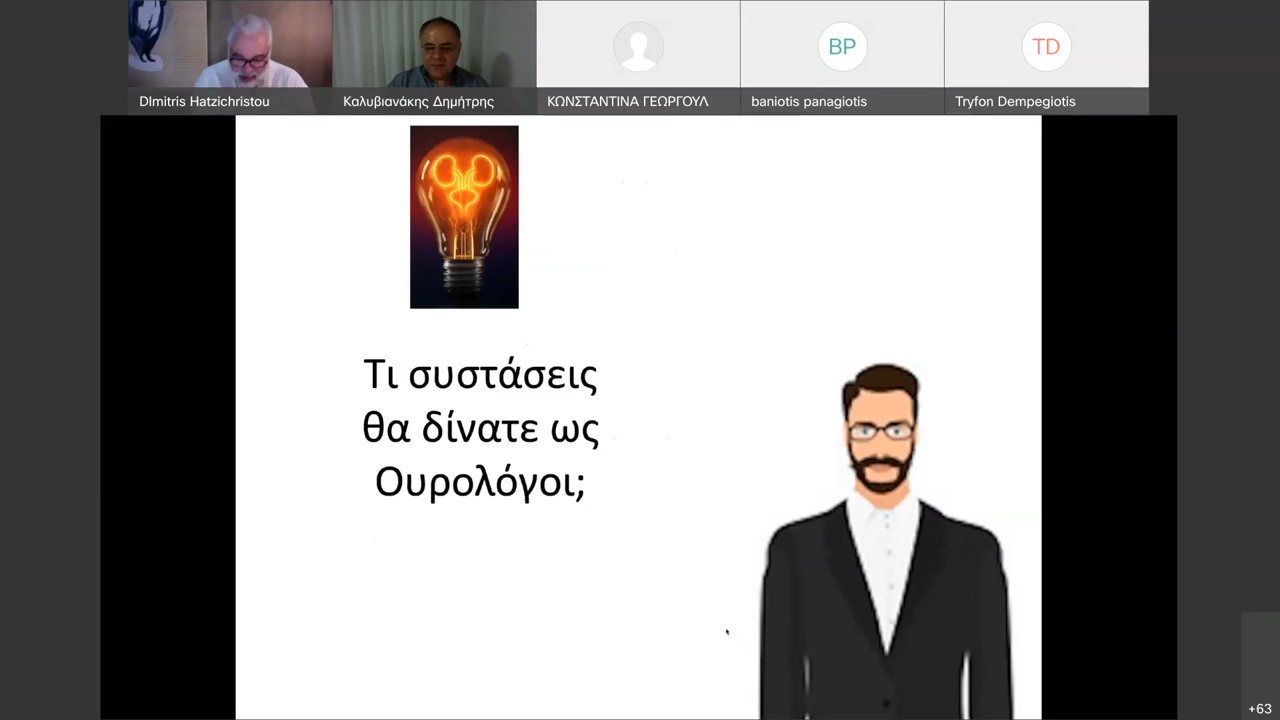 DImitris Hatzichristou
Καλυβιανάκης Δημήτρης
ΚΩΝΣΤΑΝΤΙΝΑ ΓΕΩΡΓΟΥΛ
BP
baniotis panagiotis
TD
Tryfon Dempegiotis
Τι συστάσεις
θα δίνατε ως
Ουρολόγοι;
+63